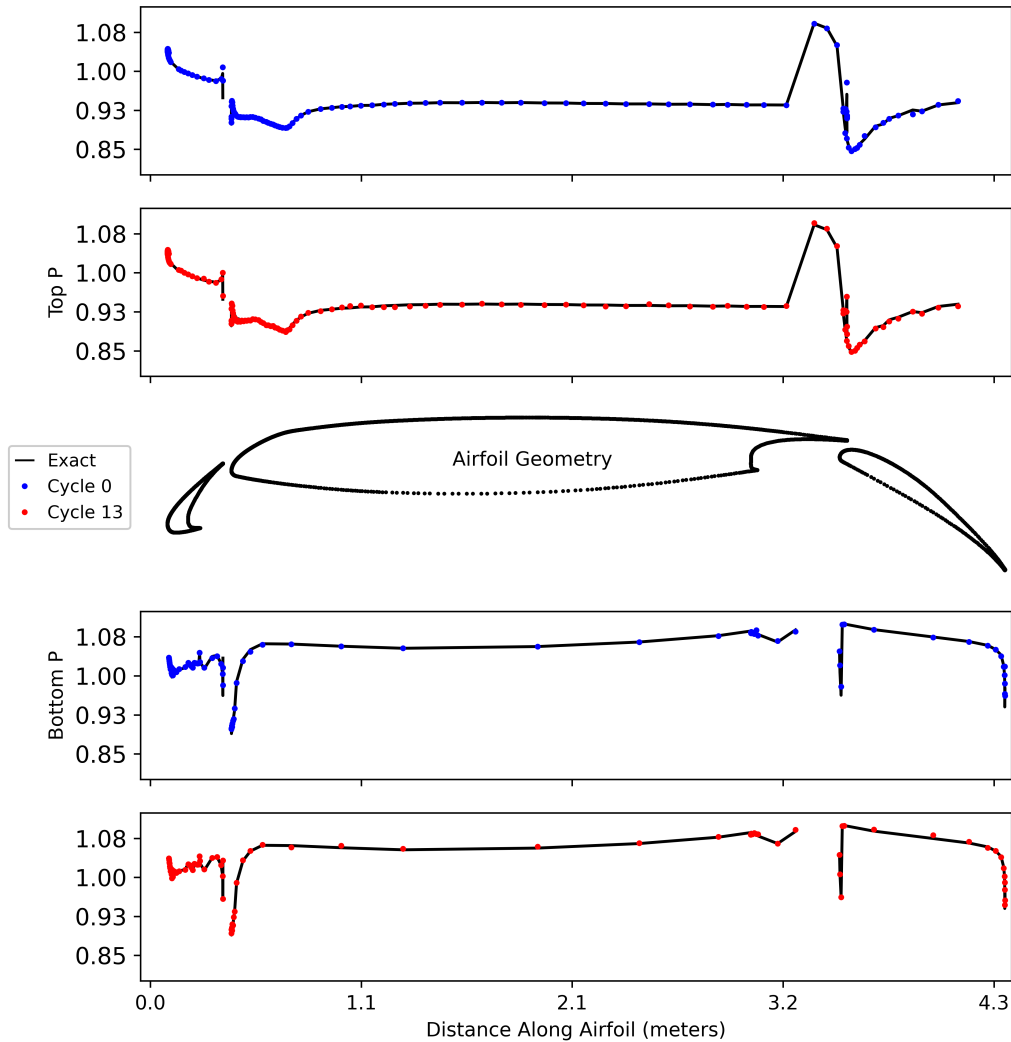 1.08
1.00
0.93
0.85
1.08
1.00
0.93
0.85
Top P
Airfoil Geometry
Exact
Cycle 0
Cycle 13
1.08
1.00
0.93
0.85
Bottom P
1.08
1.00
0.93
0.85
0.0 1.1 2.1 3.2 4.3
Distance Along Airfoil (meters)